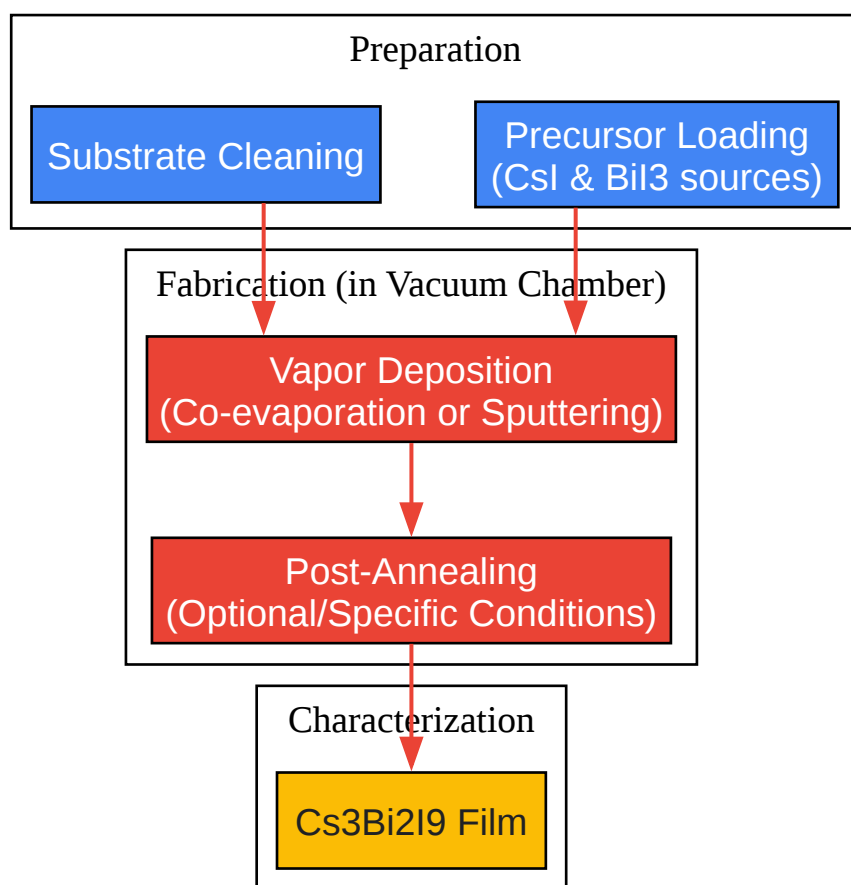 Preparation
Substrate Cleaning
Precursor Loading
(CsI & BiI3 sources)
Fabrication (in Vacuum Chamber)
Vapor Deposition
(Co-evaporation or Sputtering)
Post-Annealing
(Optional/Specific Conditions)
Characterization
Cs3Bi2I9 Film